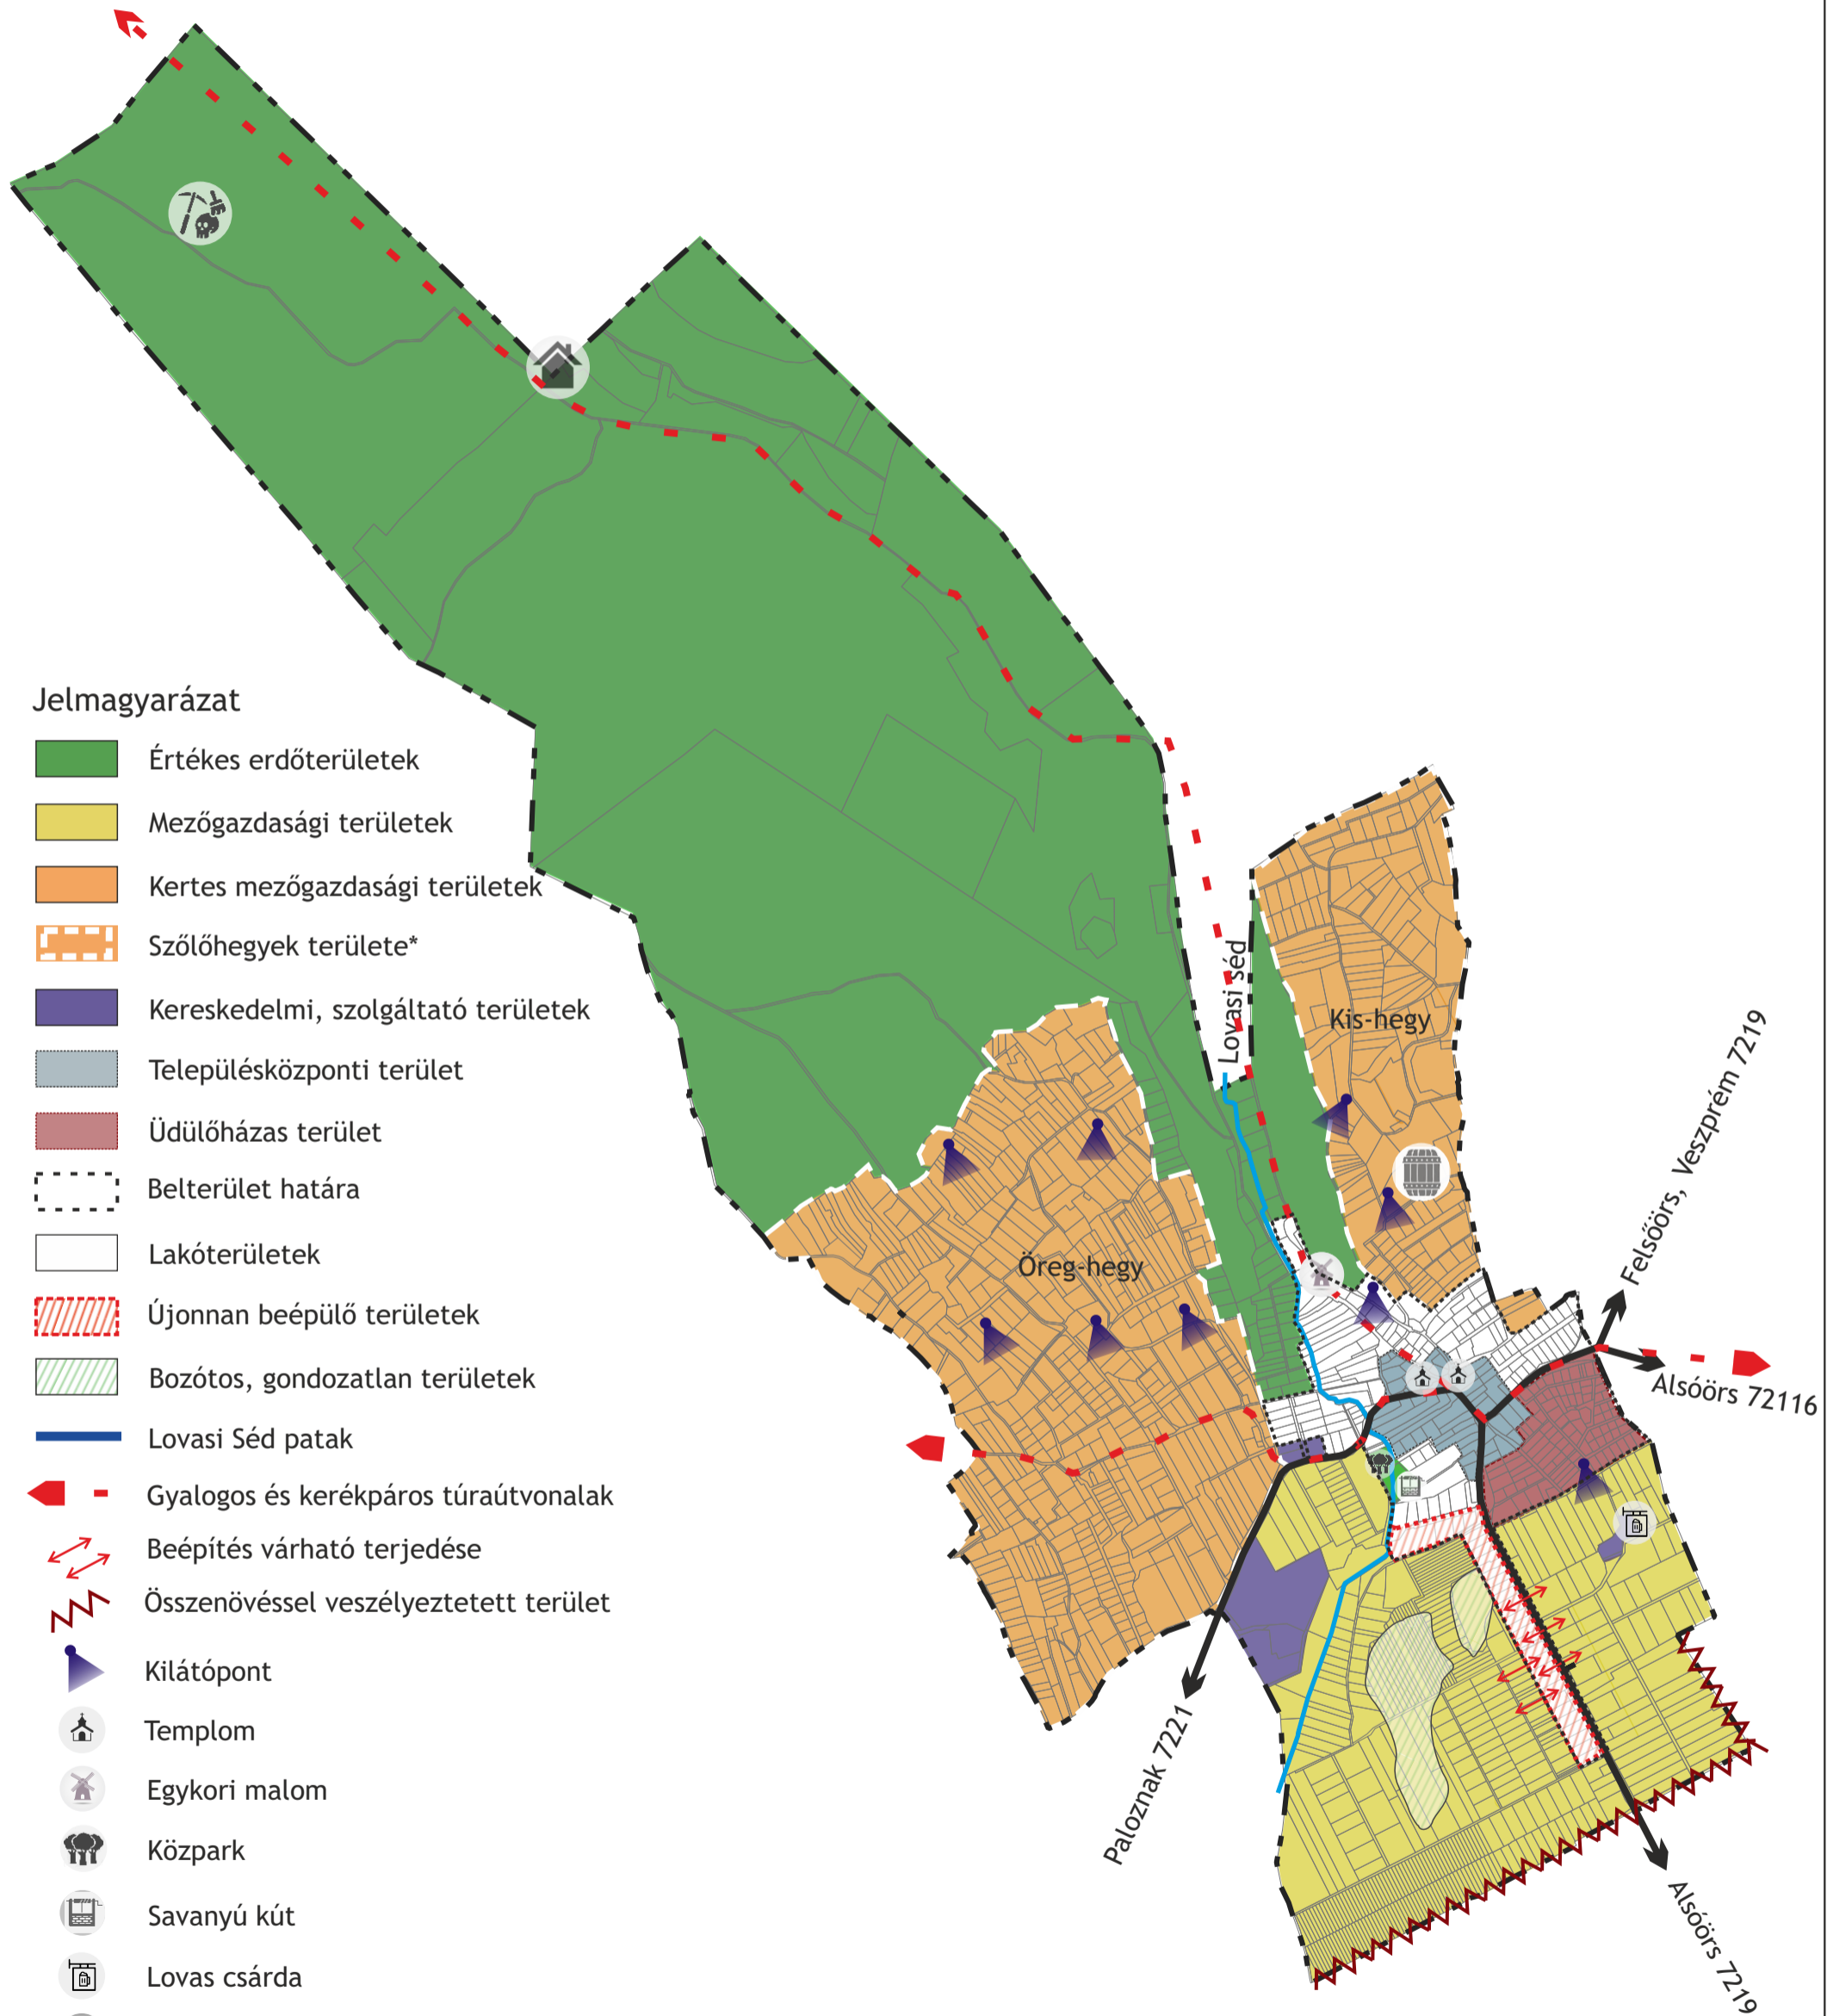 Jelmagyarázat
Értékes erdőterületek
Mezőgazdasági területek
Kertes mezőgazdasági területek
Szőlőhegyek területe*
Kereskedelmi, szolgáltató területek
Településközponti terület
Üdülőházas terület
Belterület határa
Lakóterületek
Újonnan beépülő területek
Bozótos, gondozatlan területek
Lovasi Séd patak
Gyalogos és kerékpáros túraútvonalak
Beépítés várható terjedése
Összenövéssel veszélyeztetett terület
Kilátópont
Templom
Egykori malom
Közpark
Savanyú kút
Lovas csárda
Lovasi séd
Kis-hegy
Öreg-hegy
Felsőörs, Veszprém 7219
Alsóörs 72116
Paloznak 7221
Alsóörs 7219